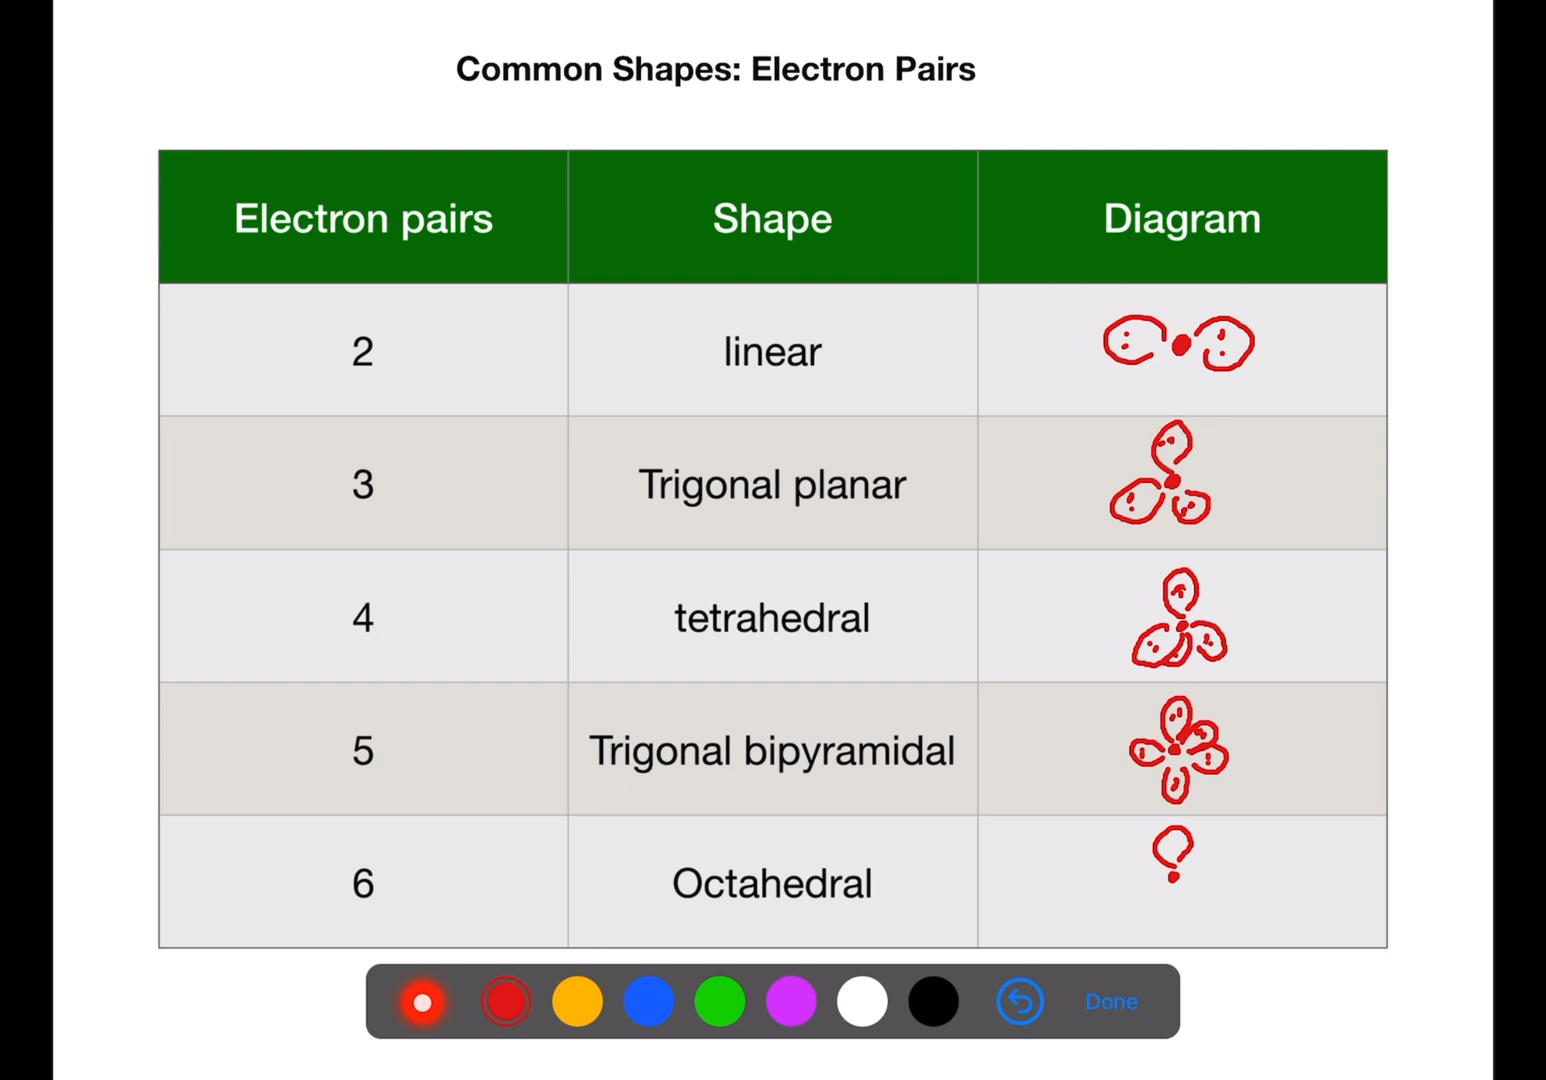 Common Shapes: Electron Pairs
Electron pairs Shape Diagram
2 linear
3 Trigonal planar
4 tetrahedral
5 Trigonal bipyramidal
6 Octahedral
Done